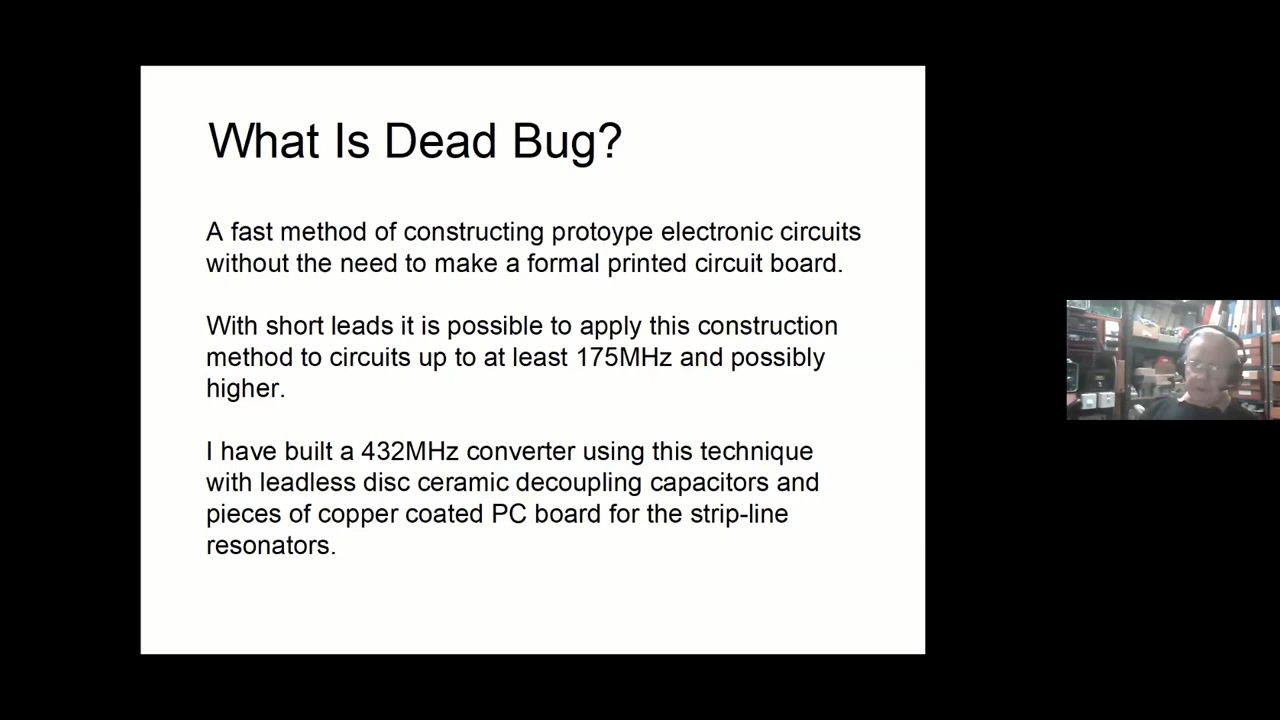 What Is Dead Bug?
A fast method of constructing protoype electronic circuits
without the need to make a formal printed circuit board.
With short leads it is possible to apply this construction
method to circuits up to at least 175MHz and possibly
higher.
I have built a 432MHz converter using this technique
with leadless disc ceramic decoupling capacitors and
pieces of copper coated PC board for the strip-line
resonators.